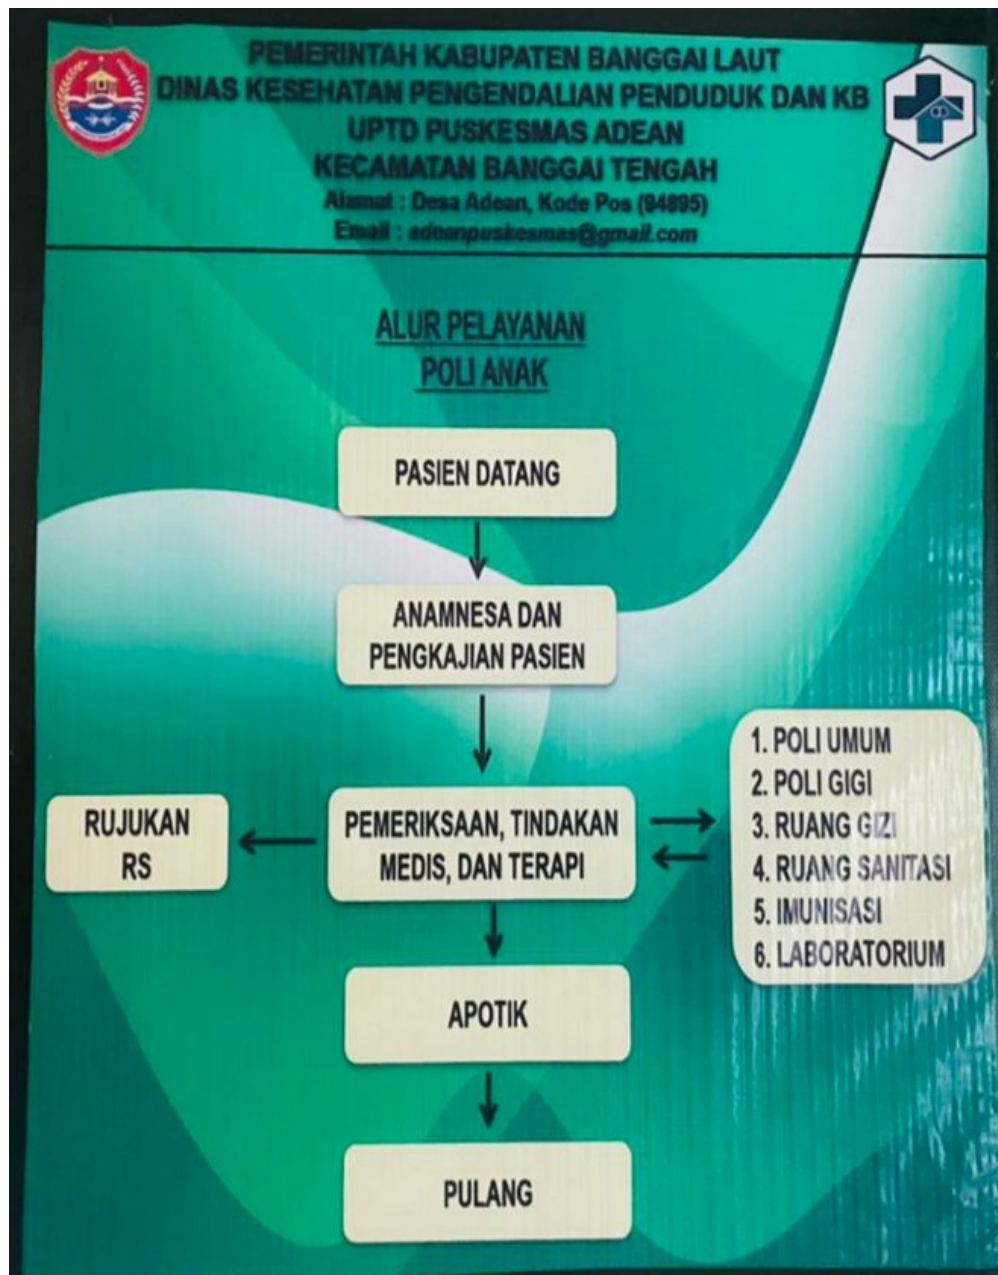 PEMERINTAH KABUPATEN BANGGAI LAUT
DINAS KESEHATAN PENGENDALIAN PENDUDUK DAN KB
UPTD PUSKESMAS ADEAN
KECAMATAN BANGGAI TENGAH
Alamat : Desa Adean, Kode Pos (94895)
Email : adeanpuskesmas@gmail.com
ALUR PELAYANAN
POLI ANAK
PASIEN DATANG
ANAMNESA DAN
PENGKAJIAN PASIEN
RUJUKAN
RS
PEMERIKSAAN, TINDAKAN
MEDIS, DAN TERAPI
1. POLI UMUM
2. POLI GIGI
3. RUANG GIZI
4. RUANG SANITASI
5. IMUNISASI
6. LABORATORIUM
APOTIK
PULANG